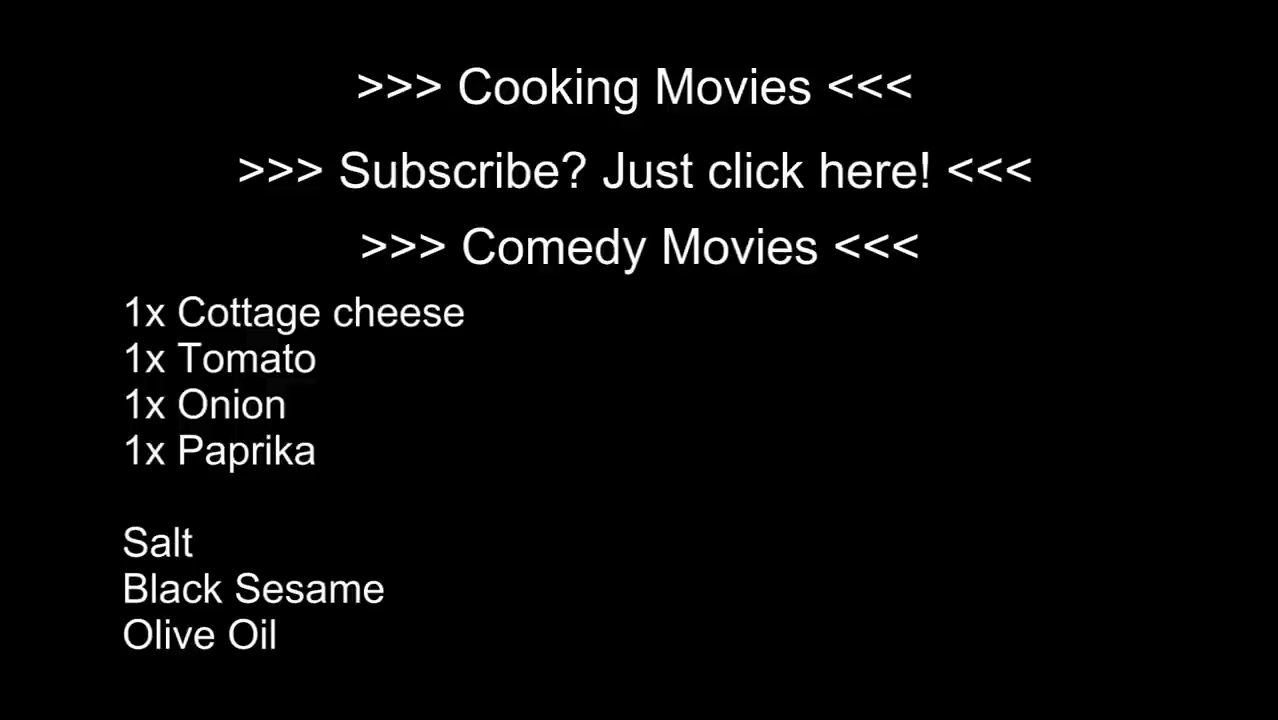 >>> Cooking Movies <<<
>>> Subscribe? Just click here! <<<
>>> Comedy Movies <<<
1x Cottage cheese
1x Tomato
1x Onion
1x Paprika
Salt
Black Sesame
Olive Oil